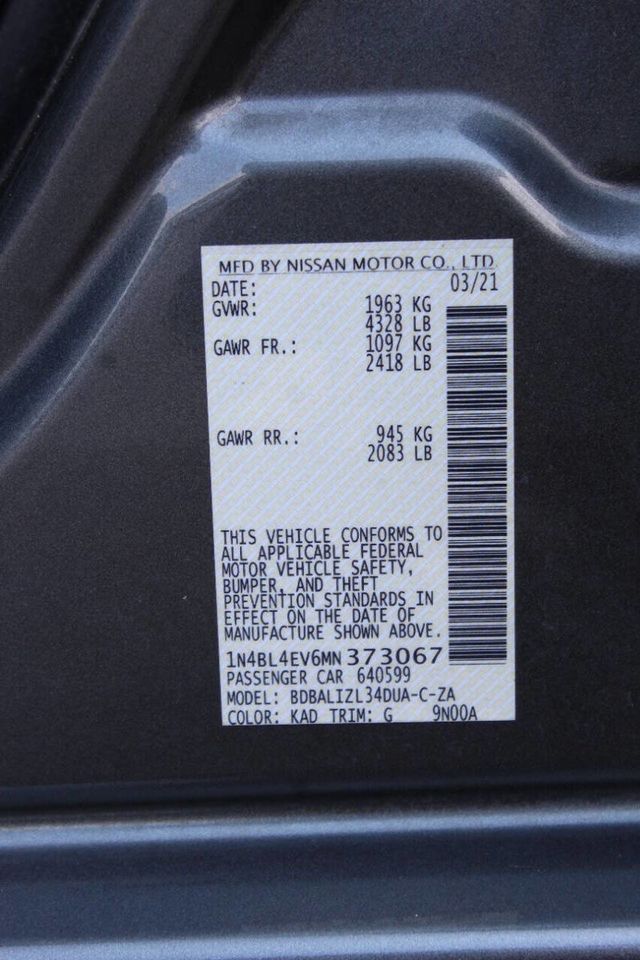 MFD BY NISSAN MOTOR CO., LTD.
DATE: 03/21
GVWR: 1963 KG
4328 LB
GAWR FR.: 1097 KG
2418 LB
GAWR RR.: 945 KG
2083 LB
THIS VEHICLE CONFORMS TO
ALL APPLICABLE FEDERAL
MOTOR VEHICLE SAFETY,
BUMPER, AND THEFT
PREVENTION STANDARDS IN
EFFECT ON THE DATE OF
MANUFACTURE SHOWN ABOVE.
1N4BL4EV6MN373067
PASSENGER CAR 640599
MODEL: BDBALIZL34DUA-C-ZA
COLOR: KAD TRIM: G 9N00A